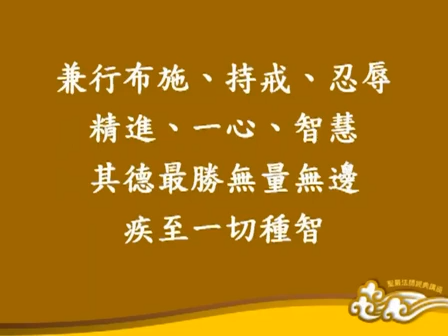 兼行布施、持戒、忍辱
精進、一心、智慧
其德最勝無量無邊
疾至一切種智